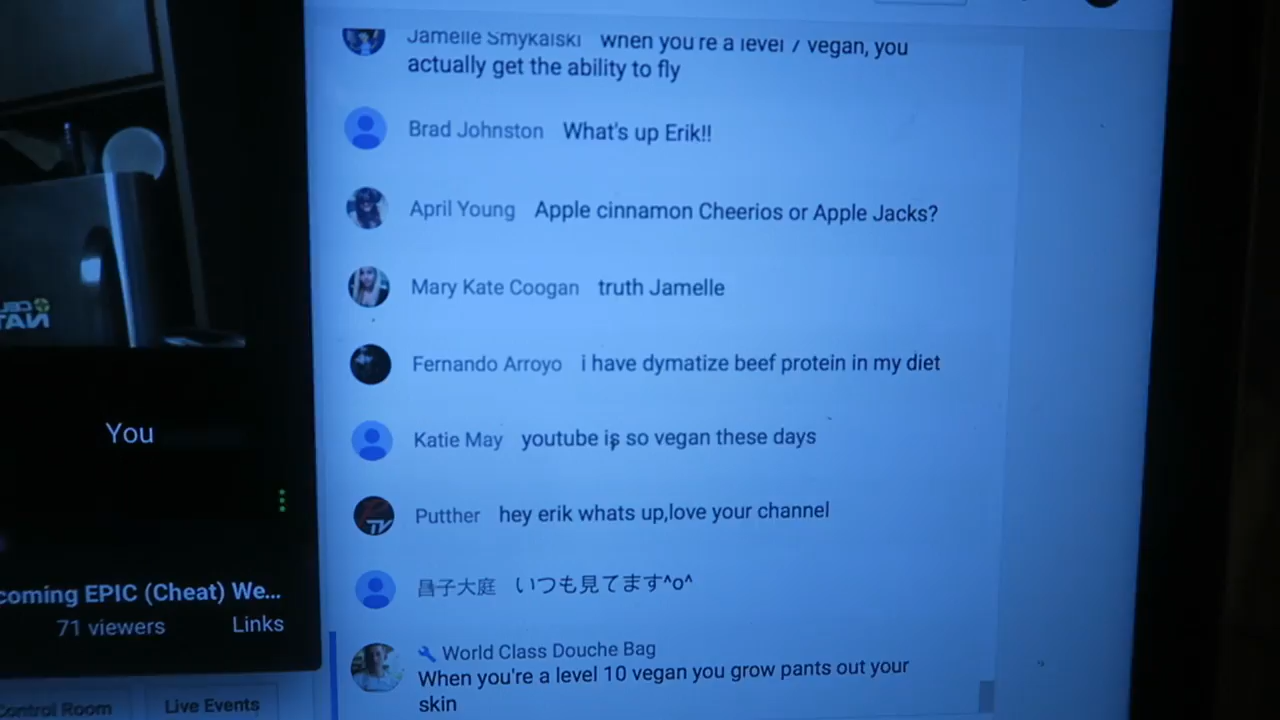 Jamelle Smykalski when you're a level 7 vegan, you
actually get the ability to fly
Brad Johnston What's up Erik!!
April Young Apple cinnamon Cheerios or Apple Jacks?
Mary Kate Coogan truth Jamelle
Fernando Arroyo i have dymatize beef protein in my diet
Katie May youtube is so vegan these days
You
Putther hey erik whats up,love your channel
昌子大庭 いつも見てます^o^
coming EPIC (Cheat) We...
71 viewers Links
World Class Douche Bag
When you're a level 10 vegan you grow pants out your
skin
Control Room Live Events